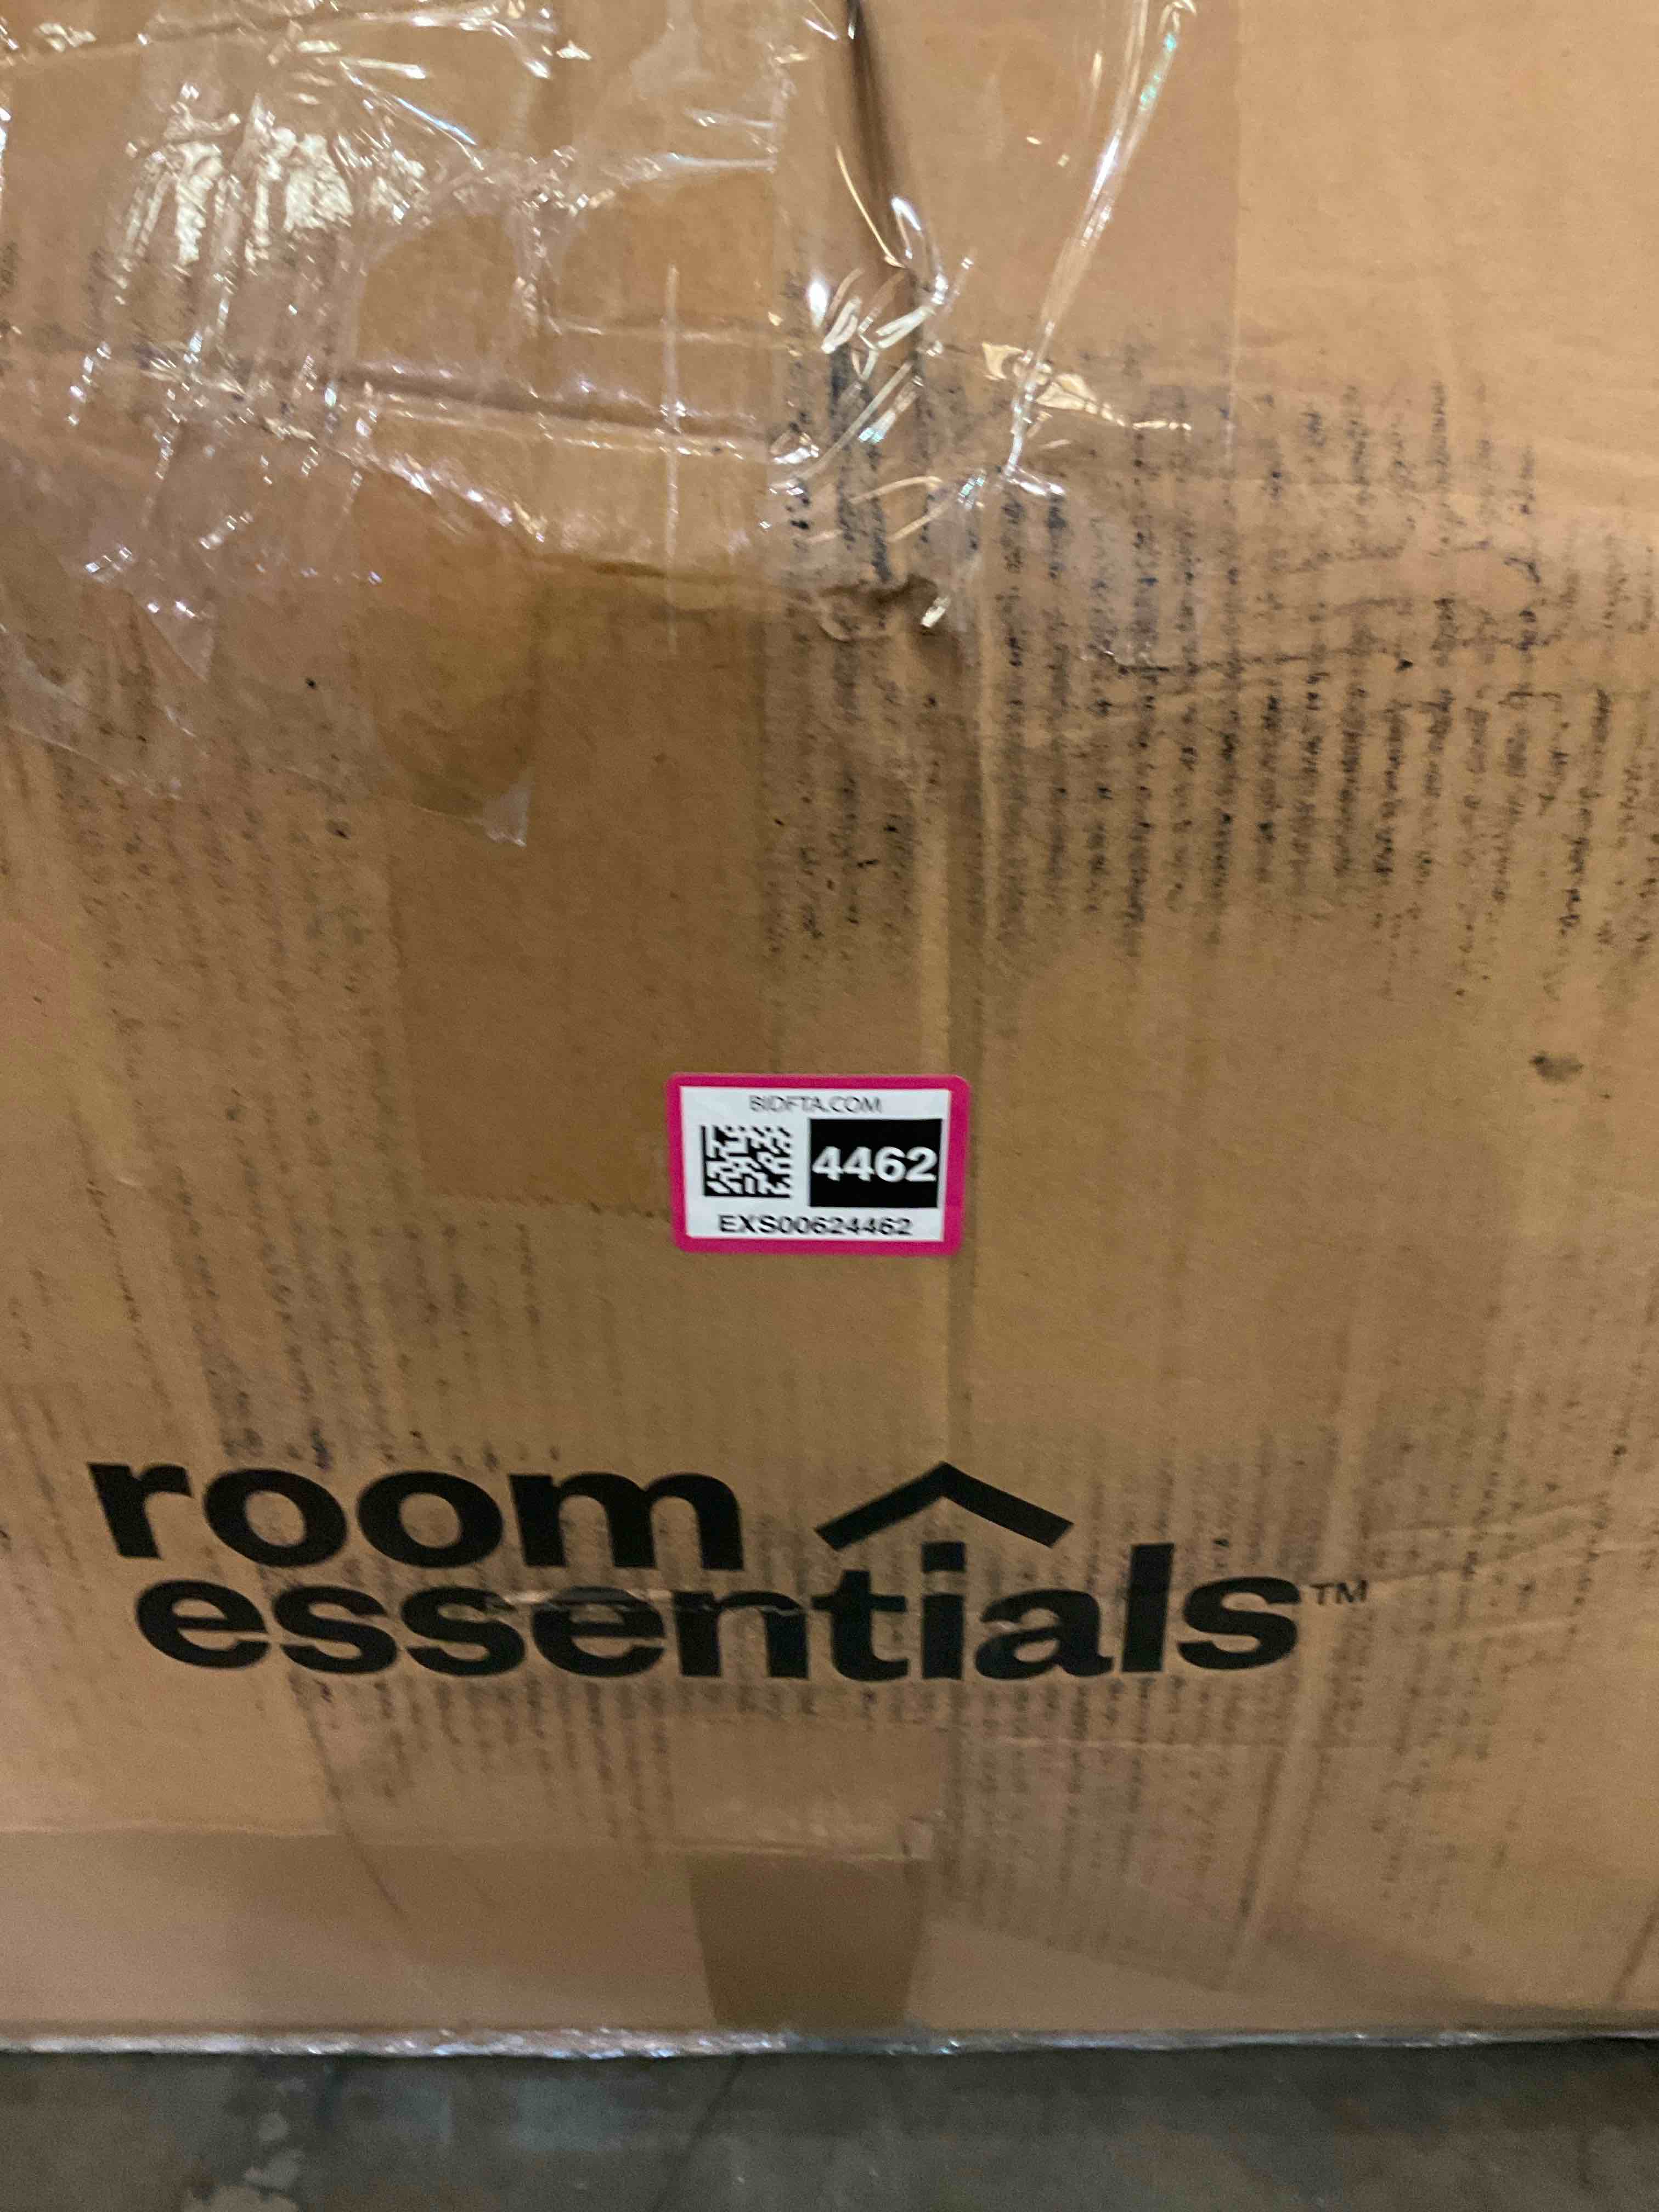 BIDFTA.COM
4462
EXS00624462
room
essentials™